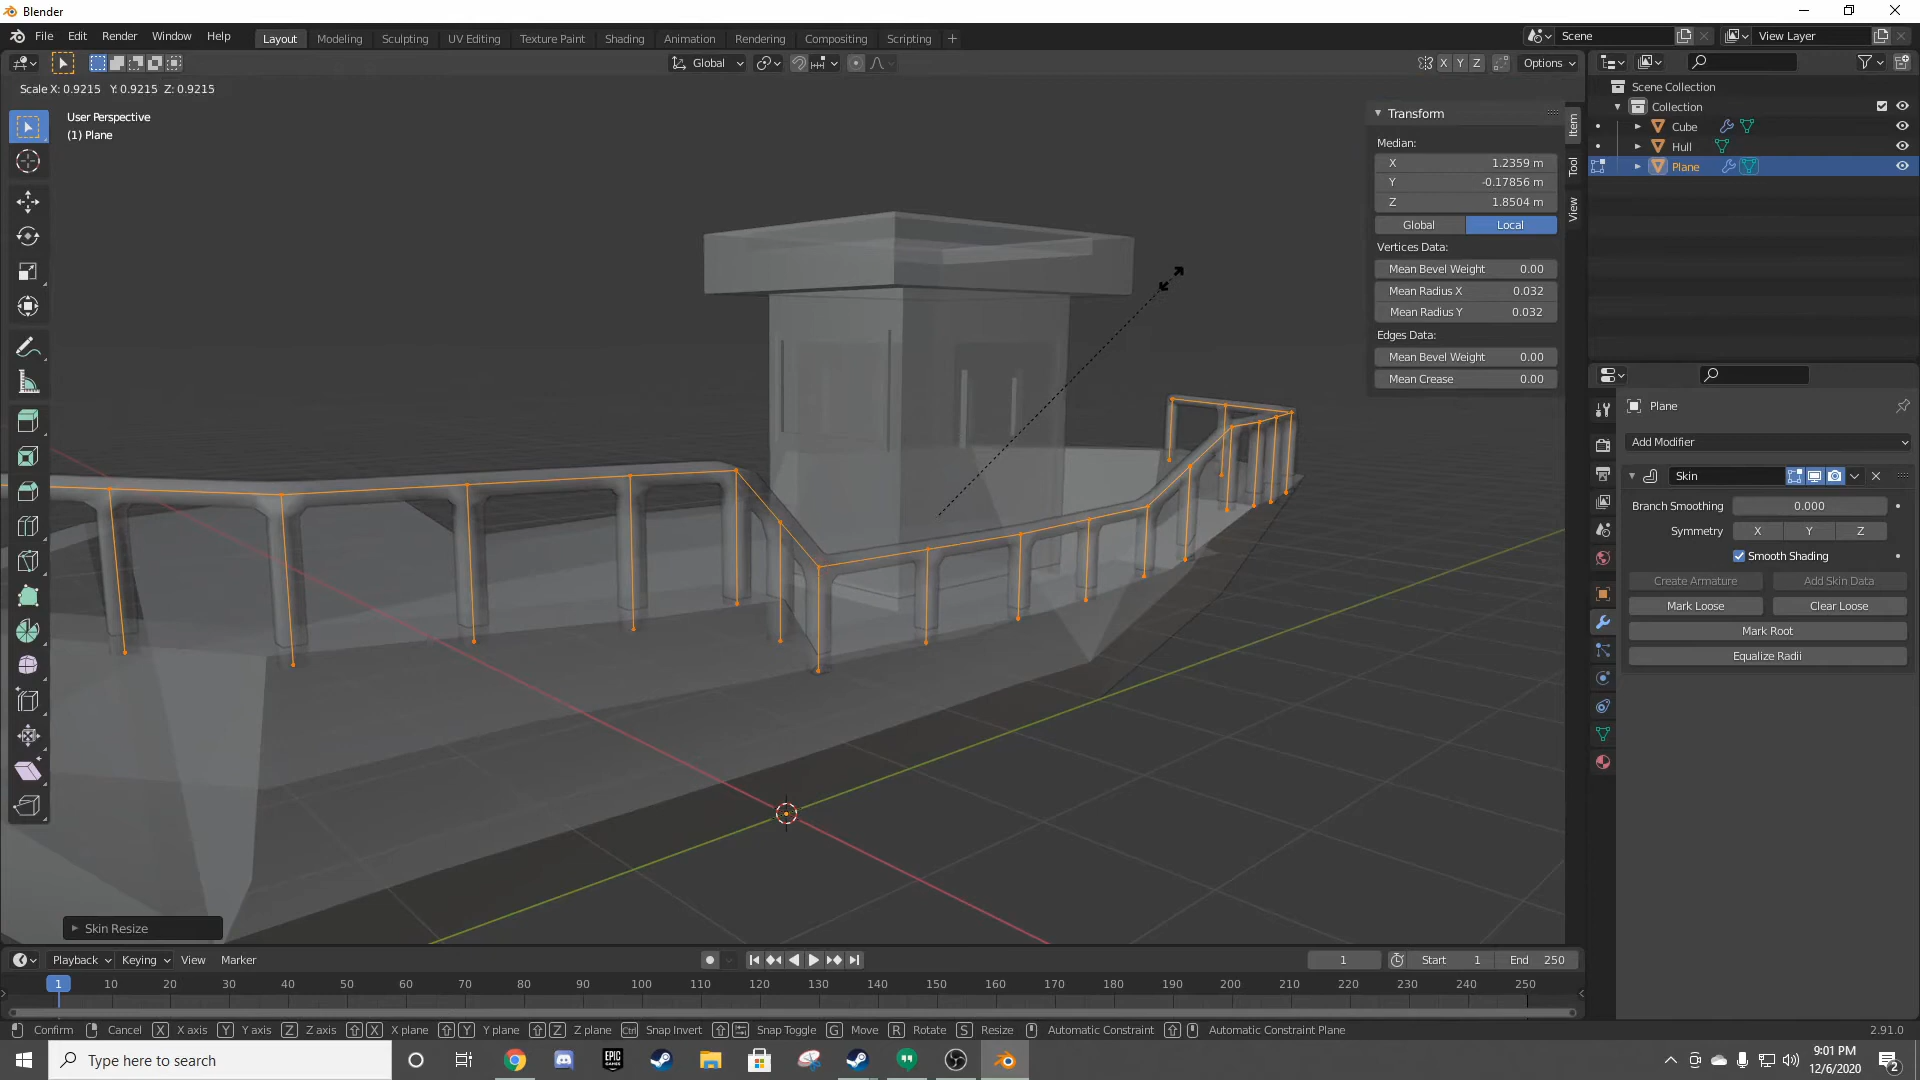 Blender
File Edit Render Window Help
Layout Modeling Sculpting UV Editing Texture Paint Shading Animation Rendering Compositing Scripting +
Scene
View Layer
Global
X Y Z
Options
Scale X: 0.9215 Y: 0.9215 Z: 0.9215
User Perspective
(1) Plane
Transform
Median:
X 1.2359 m
Y -0.17856 m
Z 1.8504 m
Global Local
Vertices Data:
Mean Bevel Weight 0.00
Mean Radius X 0.032
Mean Radius Y 0.032
Edges Data:
Mean Bevel Weight 0.00
Mean Crease 0.00
Item
Tool
View
Scene Collection
Collection
Cube
Hull
Plane
Plane
Add Modifier
Skin
Branch Smoothing 0.000
Symmetry X Y Z
Smooth Shading
Create Armature Add Skin Data
Mark Loose Clear Loose
Mark Root
Equalize Radii
Skin Resize
Playback Keying View Marker
1 Start 1 End 250
1 10 20 30 40 50 60 70 80 90 100 110 120 130 140 150 160 170 180 190 200 210 220 230 240 250
Confirm Cancel X X axis Y Y axis Z Z axis X X plane Y Y plane Z Z plane Ctrl Snap Invert Snap Toggle G Move R Rotate S Resize Automatic Constraint Automatic Constraint Plane 2.91.0
Type here to search
EPIC GAMES
9:01 PM
12/6/2020
2